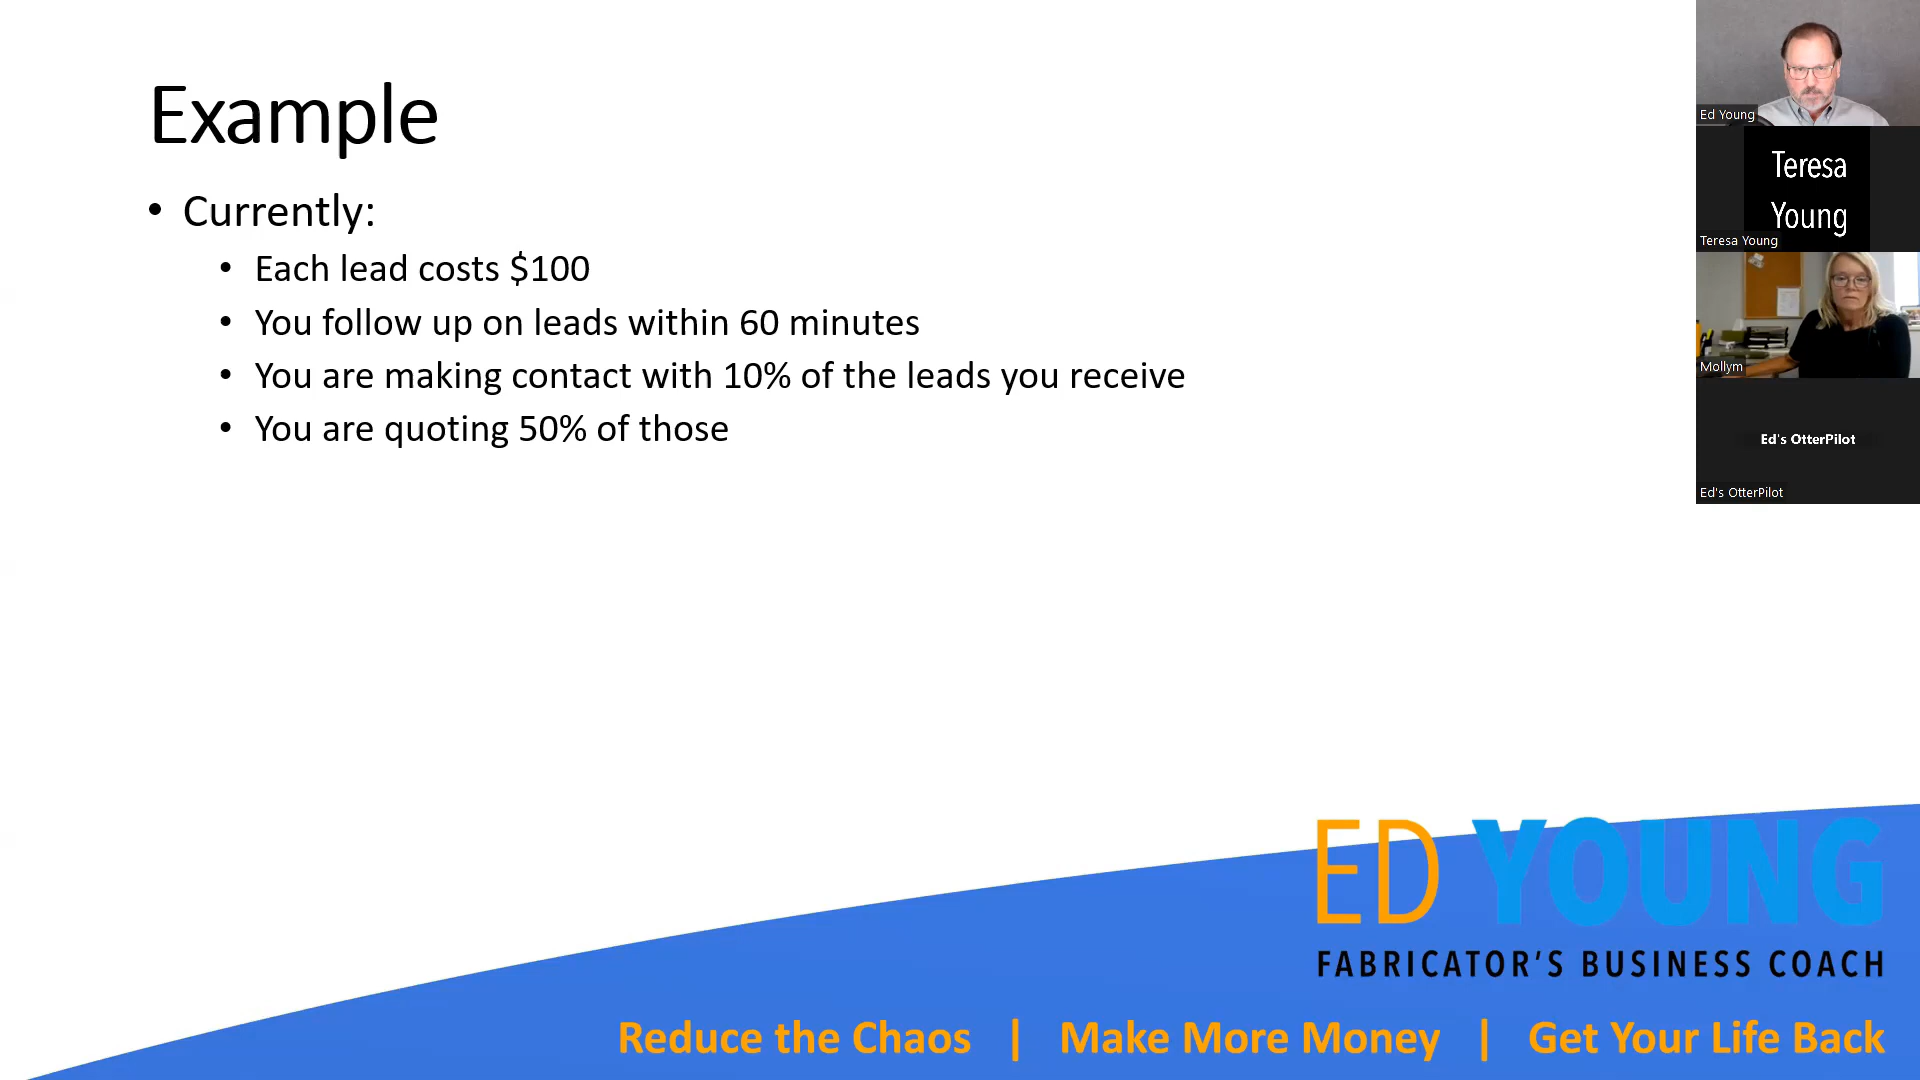 Example
• Currently:
• Each lead costs $100
• You follow up on leads within 60 minutes
• You are making contact with 10% of the leads you receive
• You are quoting 50% of those
Ed Young
Teresa
Young
Teresa Young
Mollym
Ed's OtterPilot
Ed's OtterPilot
ED YOUNG
FABRICATOR'S BUSINESS COACH
Reduce the Chaos | Make More Money | Get Your Life Back